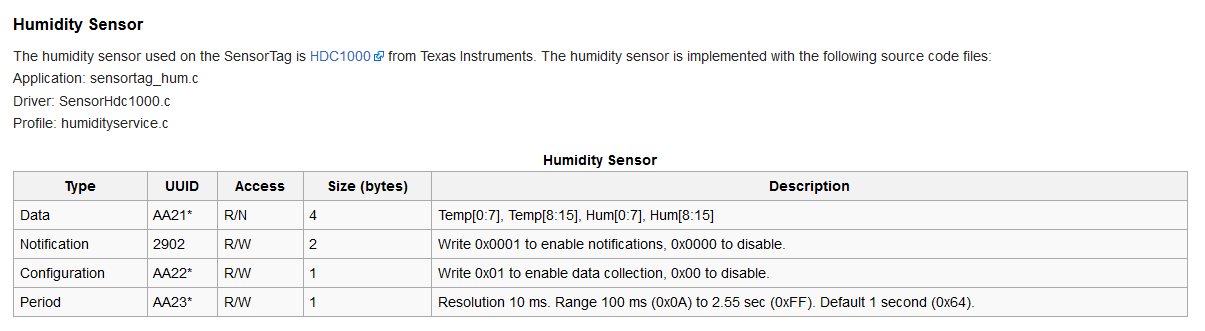 Humidity Sensor
The humidity sensor used on the SensorTag is HDC1000 from Texas Instruments. The humidity sensor is implemented with the following source code files:
Application: sensortag_hum.c
Driver: SensorHdc1000.c
Profile: humidityservice.c
Humidity Sensor
Type UUID Access Size (bytes) Description
Data AA21* R/N 4 Temp[0:7], Temp[8:15], Hum[0:7], Hum[8:15]
Notification 2902 R/W 2 Write 0x0001 to enable notifications, 0x0000 to disable.
Configuration AA22* R/W 1 Write 0x01 to enable data collection, 0x00 to disable.
Period AA23* R/W 1 Resolution 10 ms. Range 100 ms (0x0A) to 2.55 sec (0xFF). Default 1 second (0x64).